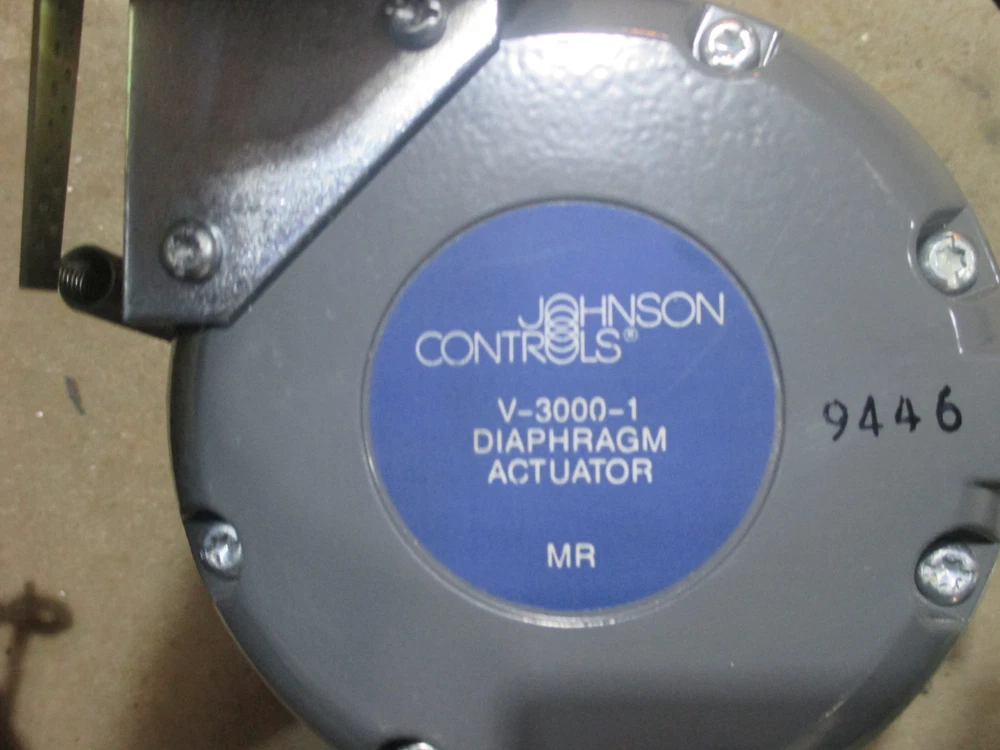 JOHNSON
CONTROLS®
V-3000-1
DIAPHRAGM
ACTUATOR
MR
9446